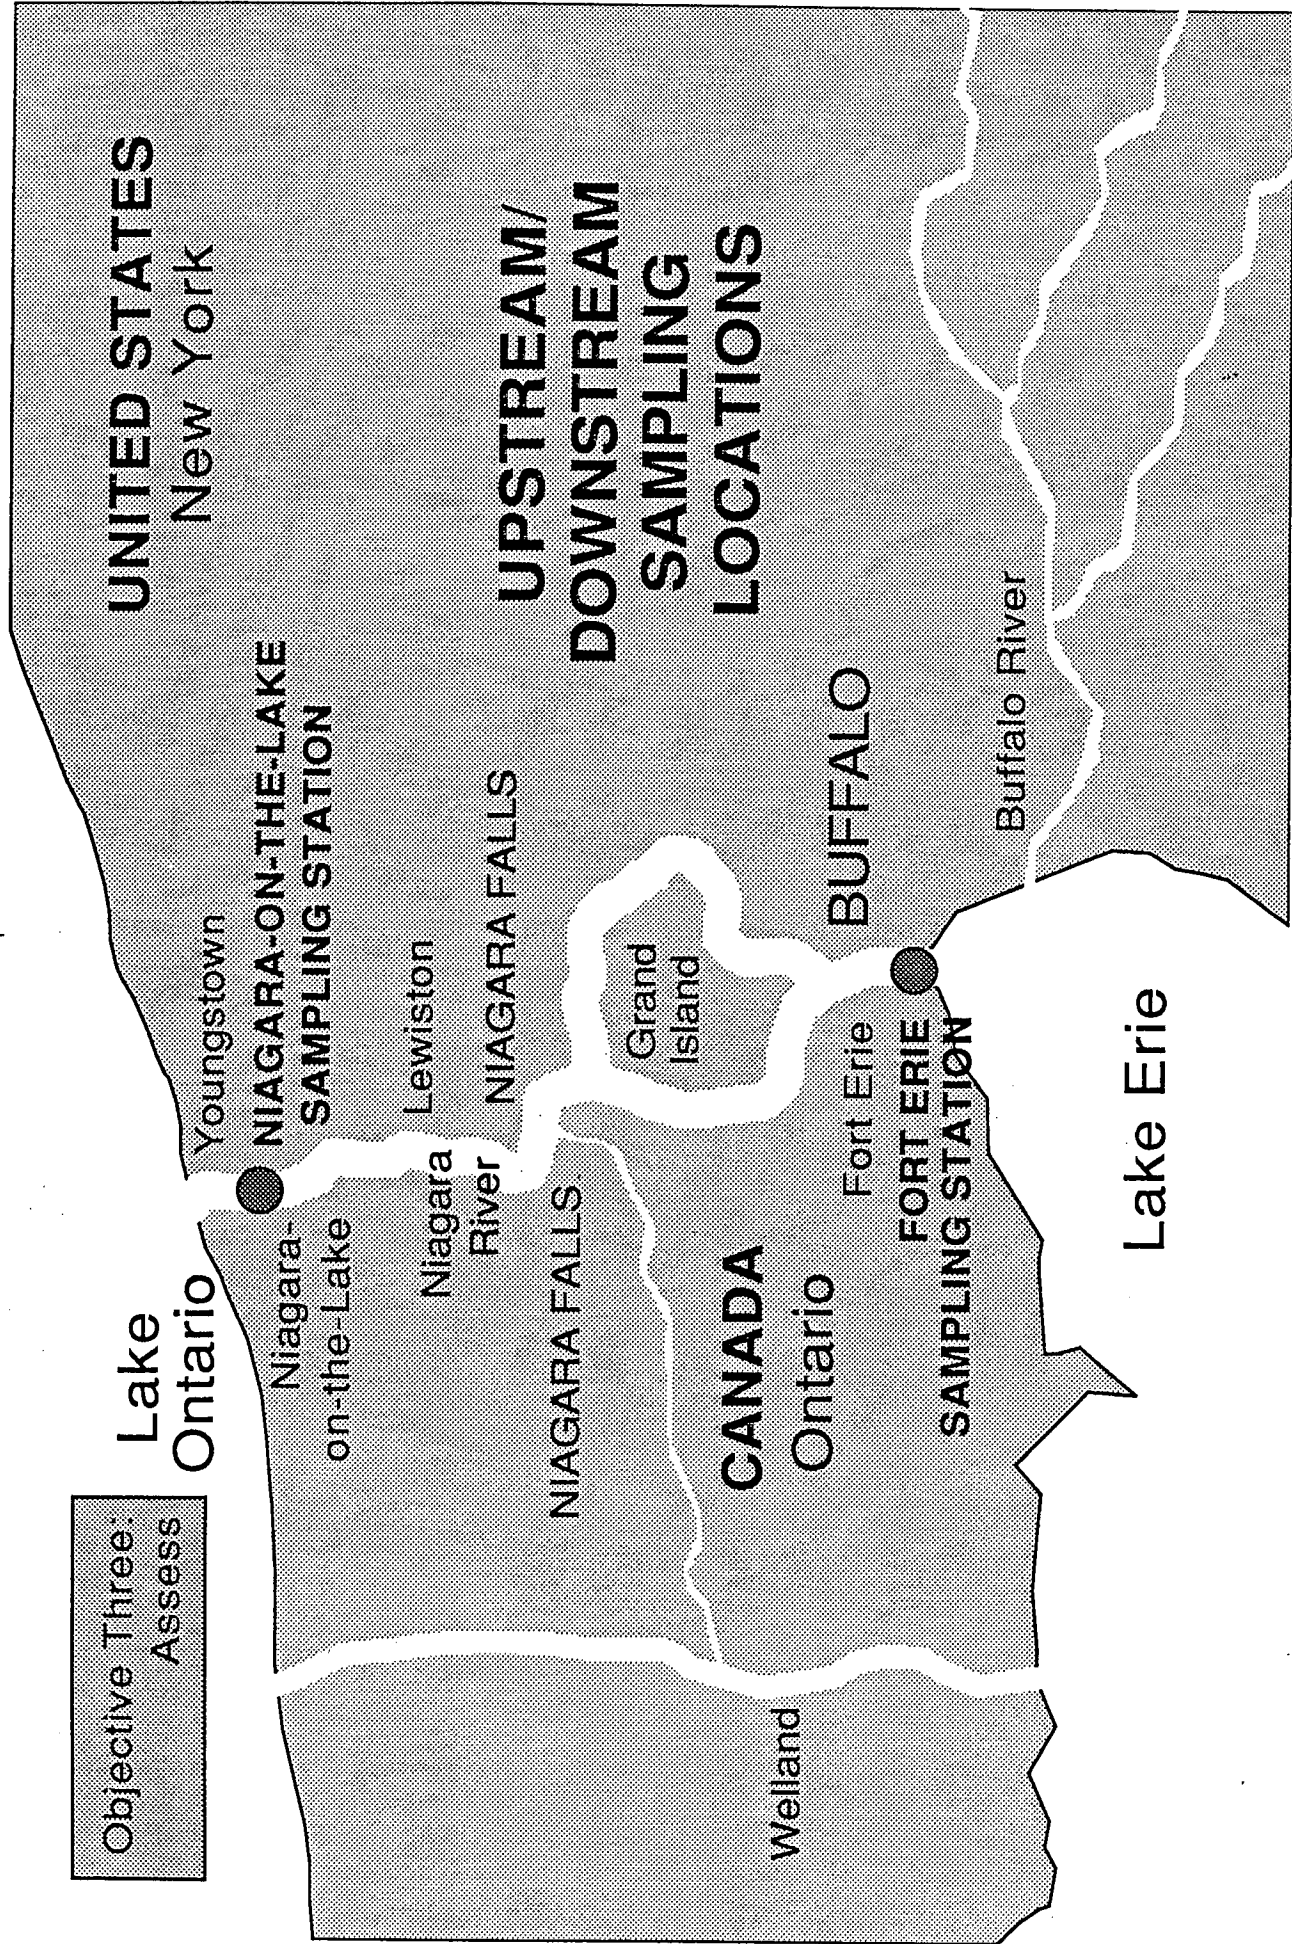 Objective Three:
Assess
Lake
Ontario
UNITED STATES
New York
Youngstown
NIAGARA-ON-THE-LAKE
SAMPLING STATION
Niagara-
on-the-Lake
Lewiston
Niagara
River
NIAGARA FALLS
NIAGARA FALLS
UPSTREAM/
DOWNSTREAM
SAMPLING
LOCATIONS
Grand
Island
CANADA
Ontario
Welland
BUFFALO
Fort Erie
FORT ERIE
SAMPLING STATION
Buffalo River
Lake Erie